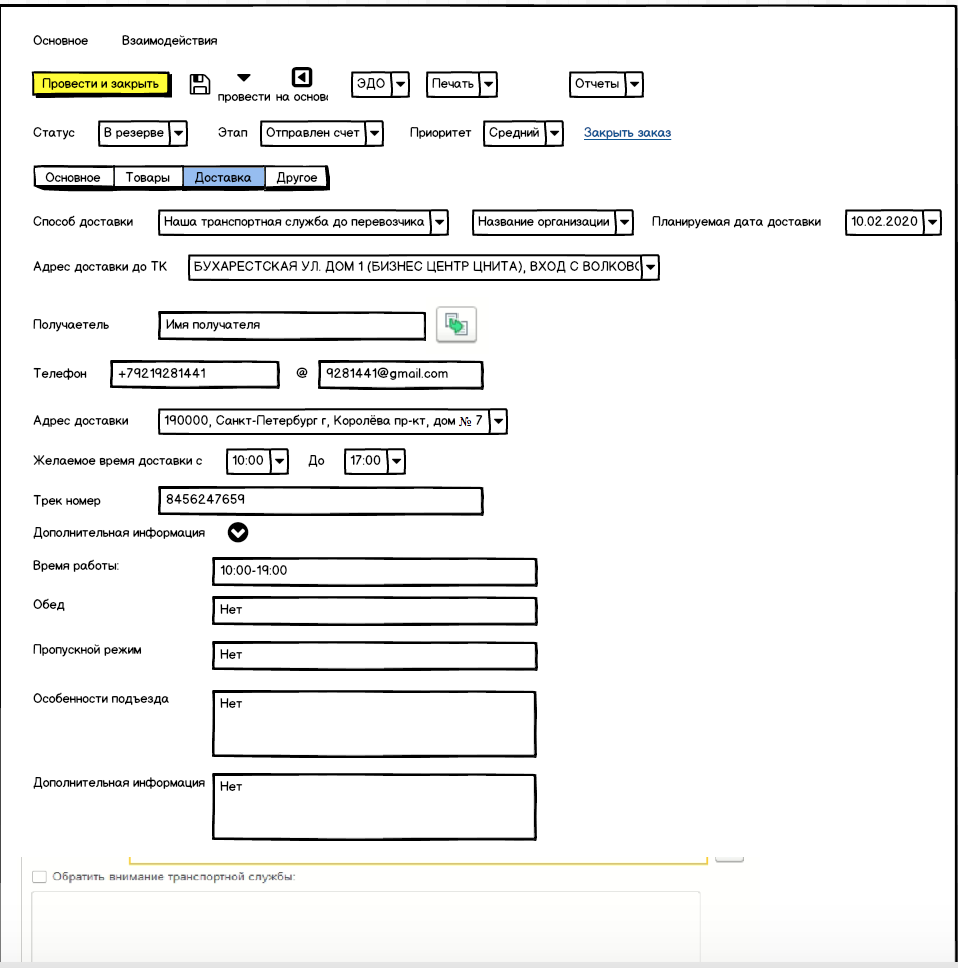 Основное Взаимодействия
Провести и закрыть провести на основ ЭДО Печать Отчеты
Статус В резерве Этап Отправлен счет Приоритет Средний Закрыть заказ
Основное Товары Доставка Другое
Способ доставки Наша транспортная служба до перевозчика Название организации Планируемая дата доставки 10.02.2020
Адрес доставки до ТК БУХАРЕСТСКАЯ УЛ. ДОМ 1 (БИЗНЕС ЦЕНТР ЦНИТА), ВХОД С ВОЛКОВС
Получаетель Имя получателя
Телефон +79219281441 @ 9281441@gmail.com
Адрес доставки 190000, Санкт-Петербург г, Королёва пр-кт, дом № 7
Желаемое время доставки с 10:00 До 17:00
Трек номер 8456247659
Дополнительная информация
Время работы: 10:00-19:00
Обед Нет
Пропускной режим Нет
Особенности подъезда Нет
Дополнительная информация Нет
Обратить внимание транспортной службы: